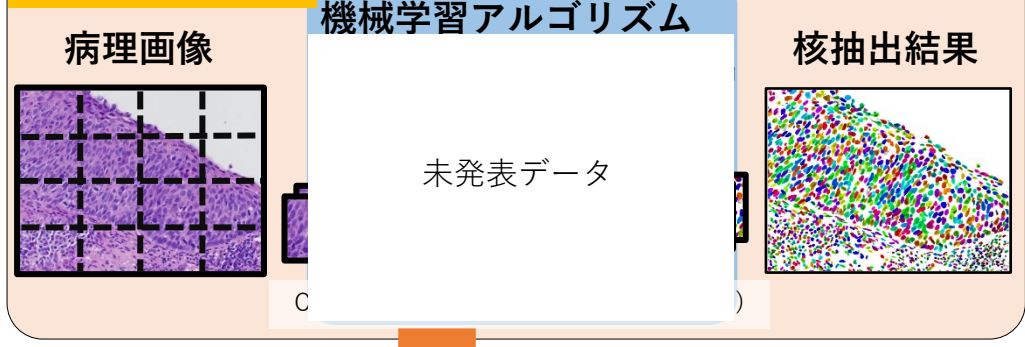 機械学習アルゴリズム
病理画像
核抽出結果
未発表データ